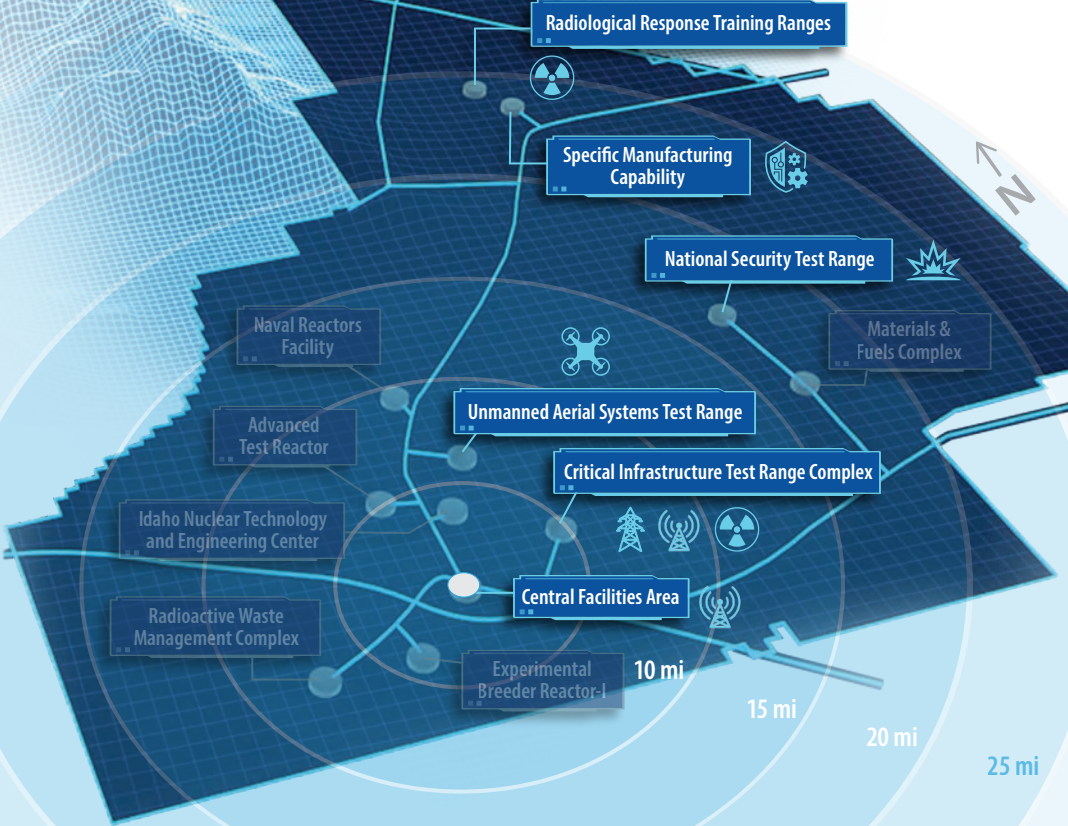 Radiological Response Training Ranges
Specific Manufacturing
Capability
N
National Security Test Range
Naval Reactors
Facility
Materials &
Fuels Complex
Unmanned Aerial Systems Test Range
Advanced
Test Reactor
Critical Infrastructure Test Range Complex
Idaho Nuclear Technology
and Engineering Center
Central Facilities Area
Radioactive Waste
Management Complex
Experimental
Breeder Reactor-I
10 mi
15 mi
20 mi
25 mi